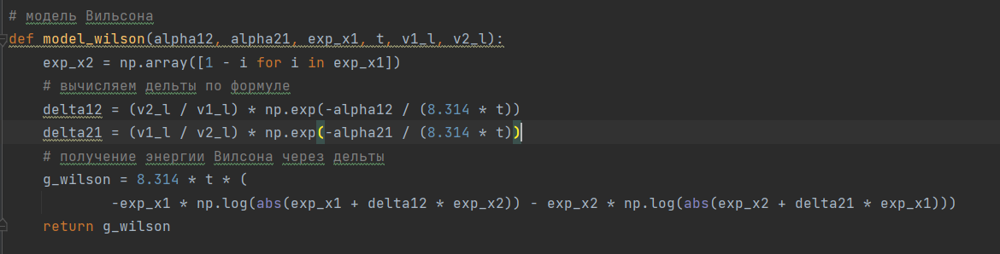 # модель Вильсона
def model_wilson(alpha12, alpha21, exp_x1, t, v1_l, v2_l):
    exp_x2 = np.array([1 - i for i in exp_x1])
    # вычисляем дельты по формуле
    delta12 = (v2_l / v1_l) * np.exp(-alpha12 / (8.314 * t))
    delta21 = (v1_l / v2_l) * np.exp(-alpha21 / (8.314 * t))
    # получение энергии Вилсона через дельты
    g_wilson = 8.314 * t * (
            -exp_x1 * np.log(abs(exp_x1 + delta12 * exp_x2)) - exp_x2 * np.log(abs(exp_x2 + delta21 * exp_x1)))
    return g_wilson